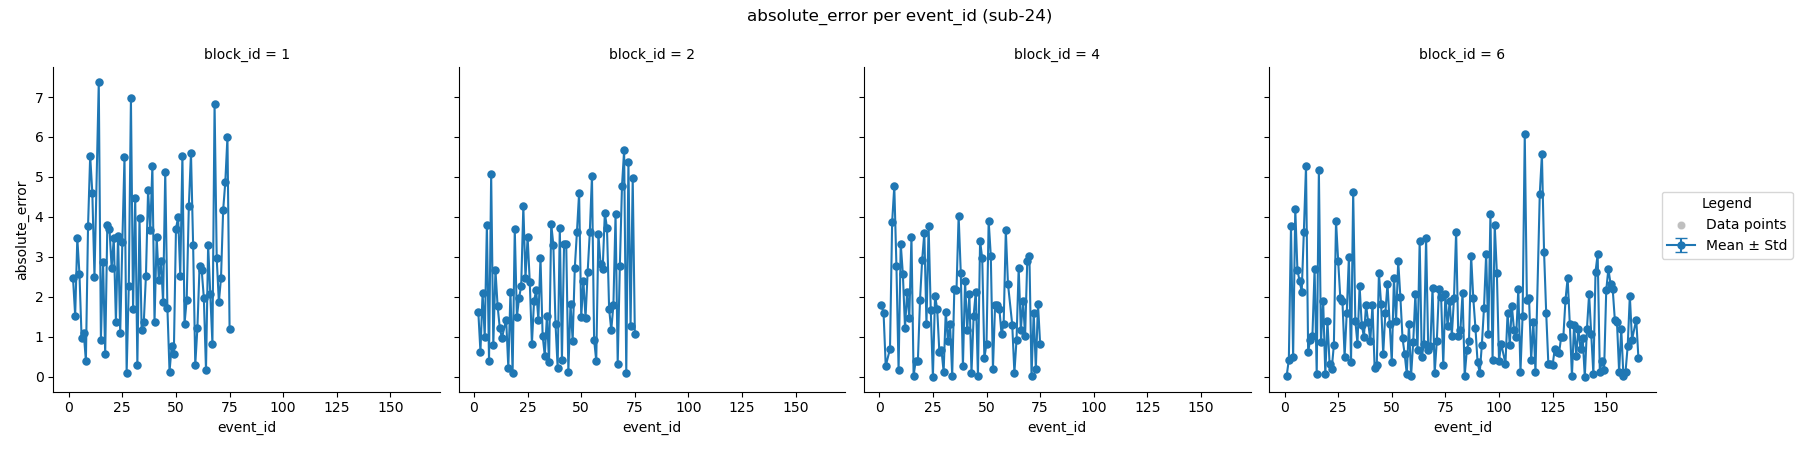 absolute_error per event_id (sub-24)
block_id = 1
block_id = 2
block_id = 4
block_id = 6
absolute_error
7
6
5
4
3
2
1
0
0 25 50 75 100 125 150
0 25 50 75 100 125 150
0 25 50 75 100 125 150
0 25 50 75 100 125 150
event_id
event_id
event_id
event_id
Legend
Data points
Mean ± Std